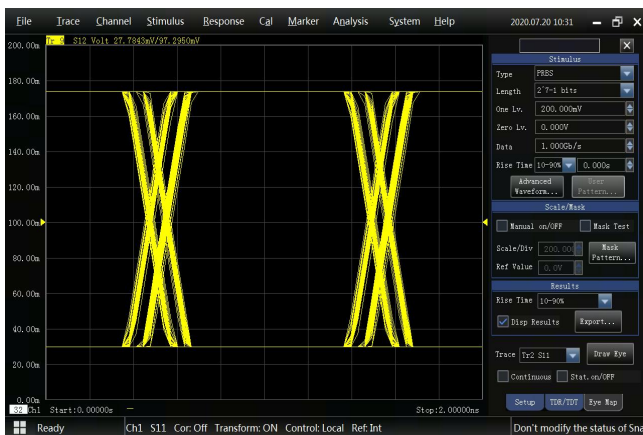 File Trace Channel Stimulus Response Cal Marker Analysis System Help 2020.07.20 10:31
S12 Volt 27.7843mV/97.2950mV
200.00m
180.00m
160.00m
140.00m
120.00m
100.00m
80.00m
60.00m
40.00m
20.00m
0.00m
32 Ch1 Start:0.00000s Stop:2.00000ns
Stimulus
Type PRBS
Length 2^7-1 bits
One Lv. 200.000mV
Zero Lv. 0.000V
Data 1.000Gb/s
Rise Time 10-90% 0.000s
Advanced Waveform...
User Pattern...
Scale/Mask
Manual on/OFF Mask Test
Scale/Div 200.00
Mask Pattern...
Ref Value 0.0V
Results
Rise Time 10-90%
Disp Results Export...
Trace Tr2 S11 Draw Eye
Continuous Stat.on/OFF
Setup TDR/TDT Eye Map
Ready Ch1 S11 Cor: Off Transform: ON Control: Local Ref: Int Don't modify the status of Sna